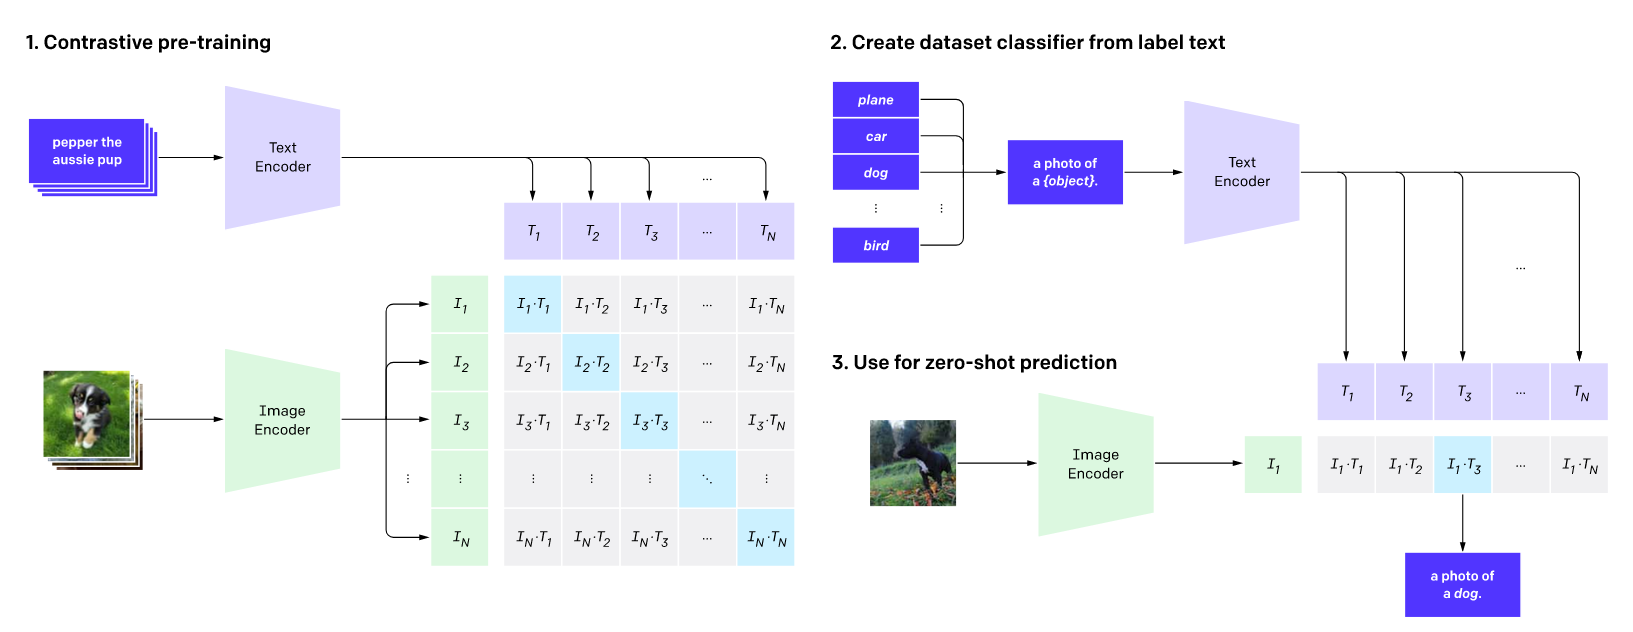 1. Contrastive pre-training
pepper the
aussie pup
Text
Encoder
...
T1 T2 T3 ... TN
Image
Encoder
I1 I1·T1 I1·T2 I1·T3 ... I1·TN
I2 I2·T1 I2·T2 I2·T3 ... I2·TN
I3 I3·T1 I3·T2 I3·T3 ... I3·TN
⋮ ⋮ ⋮ ⋮ ⋮ ⋱ ⋮
IN IN·T1 IN·T2 IN·T3 ... IN·TN
2. Create dataset classifier from label text
plane
car
dog
⋮ ⋮
bird
a photo of
a {object}.
Text
Encoder
...
T1 T2 T3 ... TN
3. Use for zero-shot prediction
Image
Encoder
I1 I1·T1 I1·T2 I1·T3 ... I1·TN
a photo of
a dog.